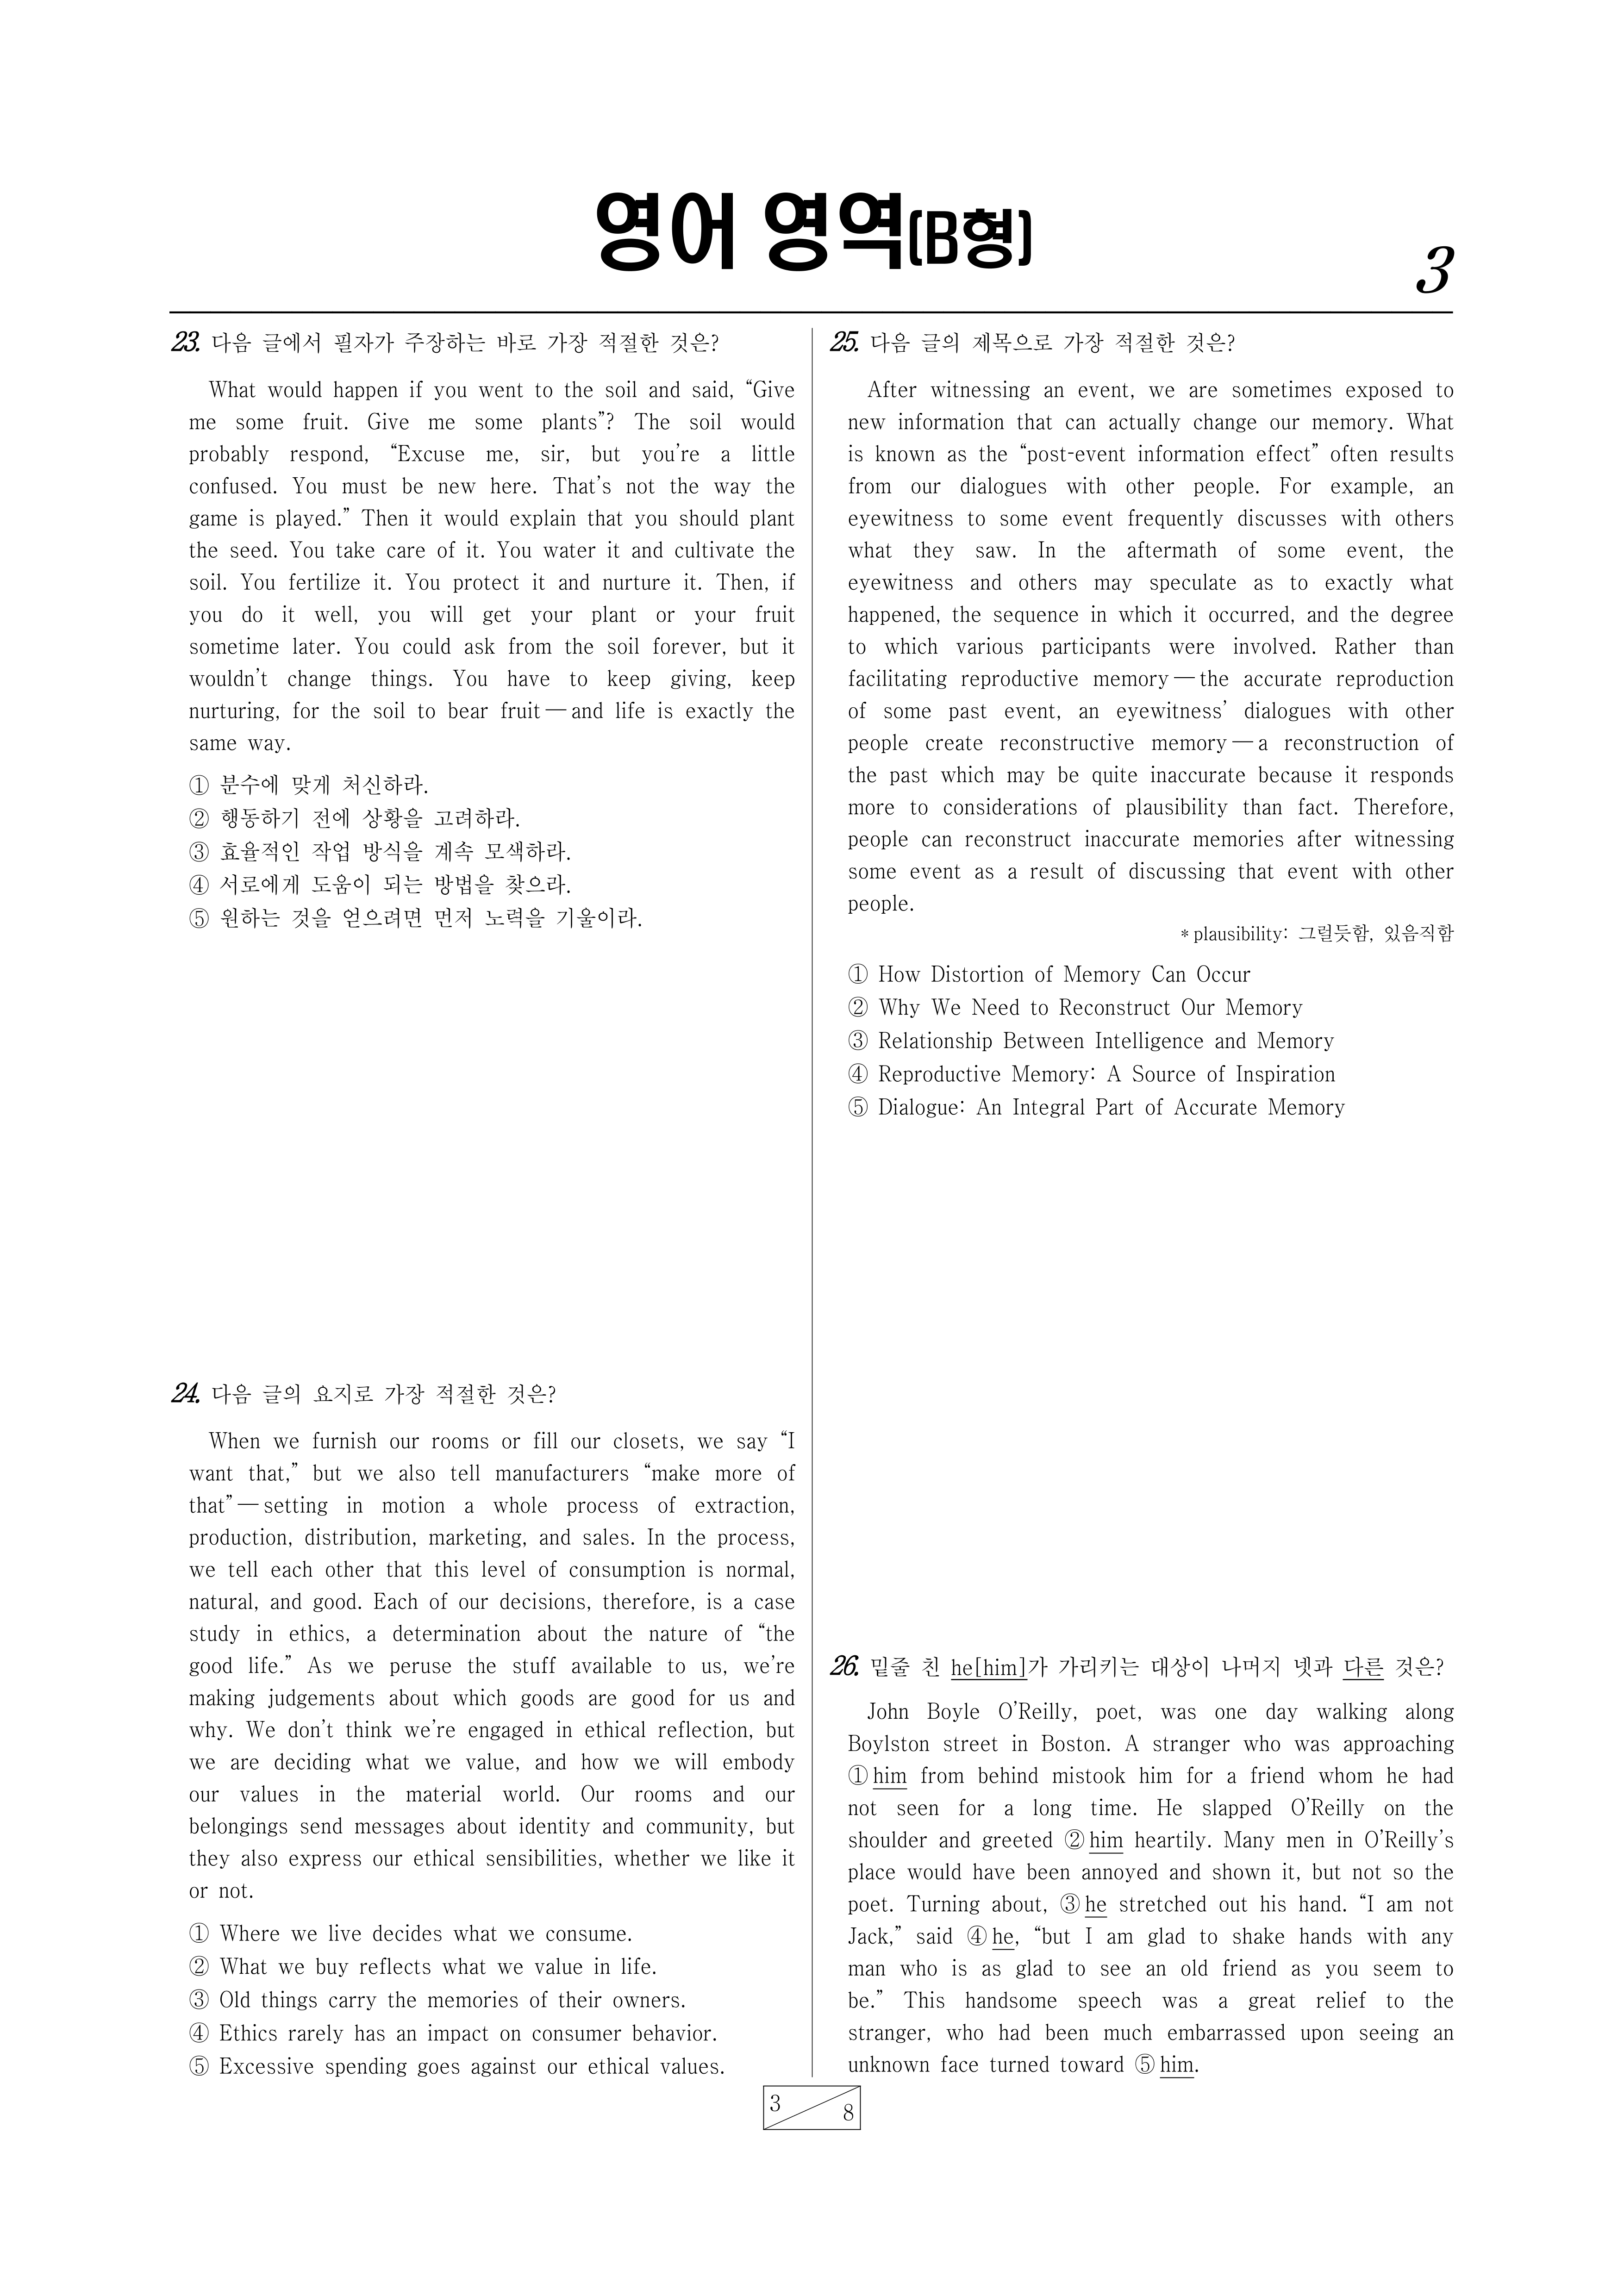 영어 영역(B형)
3
23. 다음 글에서 필자가 주장하는 바로 가장 적절한 것은?
What would happen if you went to the soil and said, “Give
me some fruit. Give me some plants”? The soil would
probably respond, “Excuse me, sir, but you’re a little
confused. You must be new here. That’s not the way the
game is played.” Then it would explain that you should plant
the seed. You take care of it. You water it and cultivate the
soil. You fertilize it. You protect it and nurture it. Then, if
you do it well, you will get your plant or your fruit
sometime later. You could ask from the soil forever, but it
wouldn’t change things. You have to keep giving, keep
nurturing, for the soil to bear fruit — and life is exactly the
same way.
① 분수에 맞게 처신하라.
② 행동하기 전에 상황을 고려하라.
③ 효율적인 작업 방식을 계속 모색하라.
④ 서로에게 도움이 되는 방법을 찾으라.
⑤ 원하는 것을 얻으려면 먼저 노력을 기울이라.
24. 다음 글의 요지로 가장 적절한 것은?
When we furnish our rooms or fill our closets, we say “I
want that,” but we also tell manufacturers “make more of
that” — setting in motion a whole process of extraction,
production, distribution, marketing, and sales. In the process,
we tell each other that this level of consumption is normal,
natural, and good. Each of our decisions, therefore, is a case
study in ethics, a determination about the nature of “the
good life.” As we peruse the stuff available to us, we’re
making judgements about which goods are good for us and
why. We don’t think we’re engaged in ethical reflection, but
we are deciding what we value, and how we will embody
our values in the material world. Our rooms and our
belongings send messages about identity and community, but
they also express our ethical sensibilities, whether we like it
or not.
① Where we live decides what we consume.
② What we buy reflects what we value in life.
③ Old things carry the memories of their owners.
④ Ethics rarely has an impact on consumer behavior.
⑤ Excessive spending goes against our ethical values.
25. 다음 글의 제목으로 가장 적절한 것은?
After witnessing an event, we are sometimes exposed to
new information that can actually change our memory. What
is known as the “post-event information effect” often results
from our dialogues with other people. For example, an
eyewitness to some event frequently discusses with others
what they saw. In the aftermath of some event, the
eyewitness and others may speculate as to exactly what
happened, the sequence in which it occurred, and the degree
to which various participants were involved. Rather than
facilitating reproductive memory — the accurate reproduction
of some past event, an eyewitness’ dialogues with other
people create reconstructive memory — a reconstruction of
the past which may be quite inaccurate because it responds
more to considerations of plausibility than fact. Therefore,
people can reconstruct inaccurate memories after witnessing
some event as a result of discussing that event with other
people.
* plausibility: 그럴듯함, 있음직함
① How Distortion of Memory Can Occur
② Why We Need to Reconstruct Our Memory
③ Relationship Between Intelligence and Memory
④ Reproductive Memory: A Source of Inspiration
⑤ Dialogue: An Integral Part of Accurate Memory
26. 밑줄 친 he[him]가 가리키는 대상이 나머지 넷과 다른 것은?
John Boyle O’Reilly, poet, was one day walking along
Boylston street in Boston. A stranger who was approaching
① him from behind mistook him for a friend whom he had
not seen for a long time. He slapped O’Reilly on the
shoulder and greeted ② him heartily. Many men in O’Reilly’s
place would have been annoyed and shown it, but not so the
poet. Turning about, ③ he stretched out his hand. “I am not
Jack,” said ④ he, “but I am glad to shake hands with any
man who is as glad to see an old friend as you seem to
be.” This handsome speech was a great relief to the
stranger, who had been much embarrassed upon seeing an
unknown face turned toward ⑤ him.
3
8